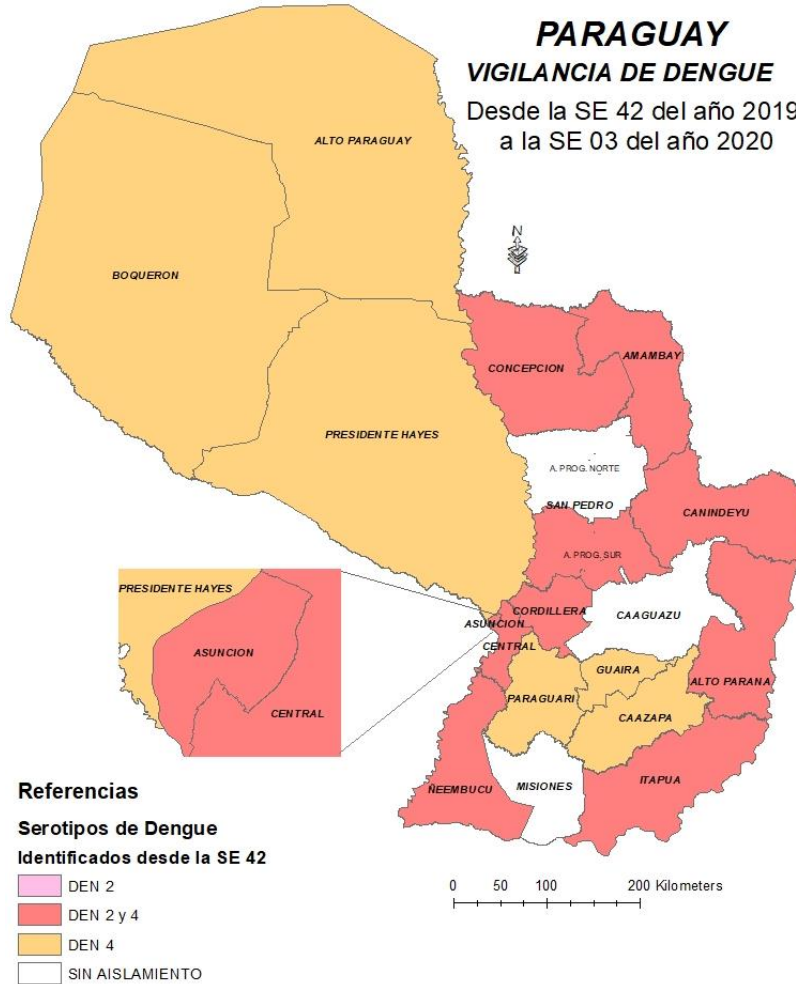 PARAGUAY
VIGILANCIA DE DENGUE
Desde la SE 42 del año 2019
a la SE 03 del año 2020
ALTO PARAGUAY
N
BOQUERON
CONCEPCION
AMAMBAY
PRESIDENTE HAYES
A. PROG. NORTE
SAN PEDRO
CANINDEYU
A. PROG. SUR
PRESIDENTE HAYES
ASUNCION
CENTRAL
CORDILLERA
CAAGUAZU
ASUNCION
CENTRAL
GUAIRA
ALTO PARANA
PARAGUARI
CAAZAPA
ÑEEMBUCU
MISIONES
ITAPUA
Referencias
Serotipos de Dengue
Identificados desde la SE 42
DEN 2
DEN 2 y 4
DEN 4
SIN AISLAMIENTO
0 50 100 200 Kilometers